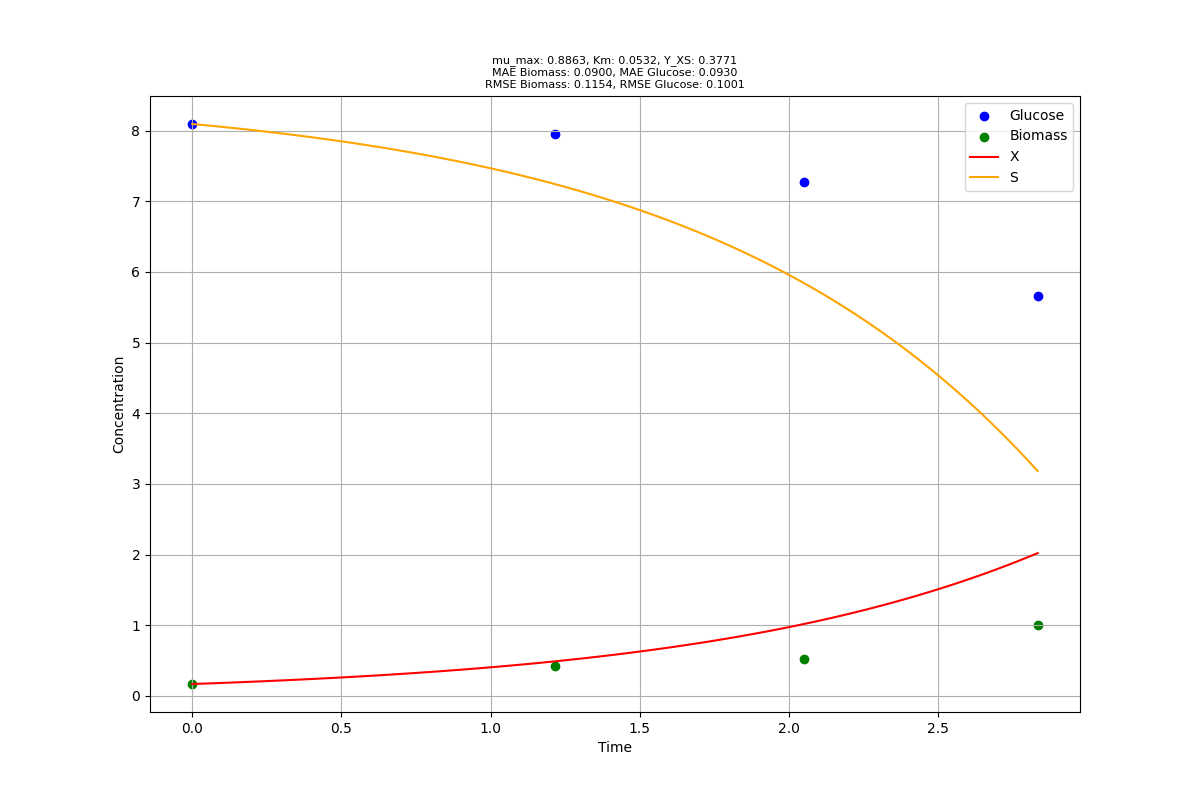 mu_max: 0.8863, Km: 0.0532, Y_XS: 0.3771
MAE Biomass: 0.0900, MAE Glucose: 0.0930
RMSE Biomass: 0.1154, RMSE Glucose: 0.1001
Glucose
Biomass
X
S
8
7
6
5
4
3
2
1
0
Concentration
0.0 0.5 1.0 1.5 2.0 2.5
Time